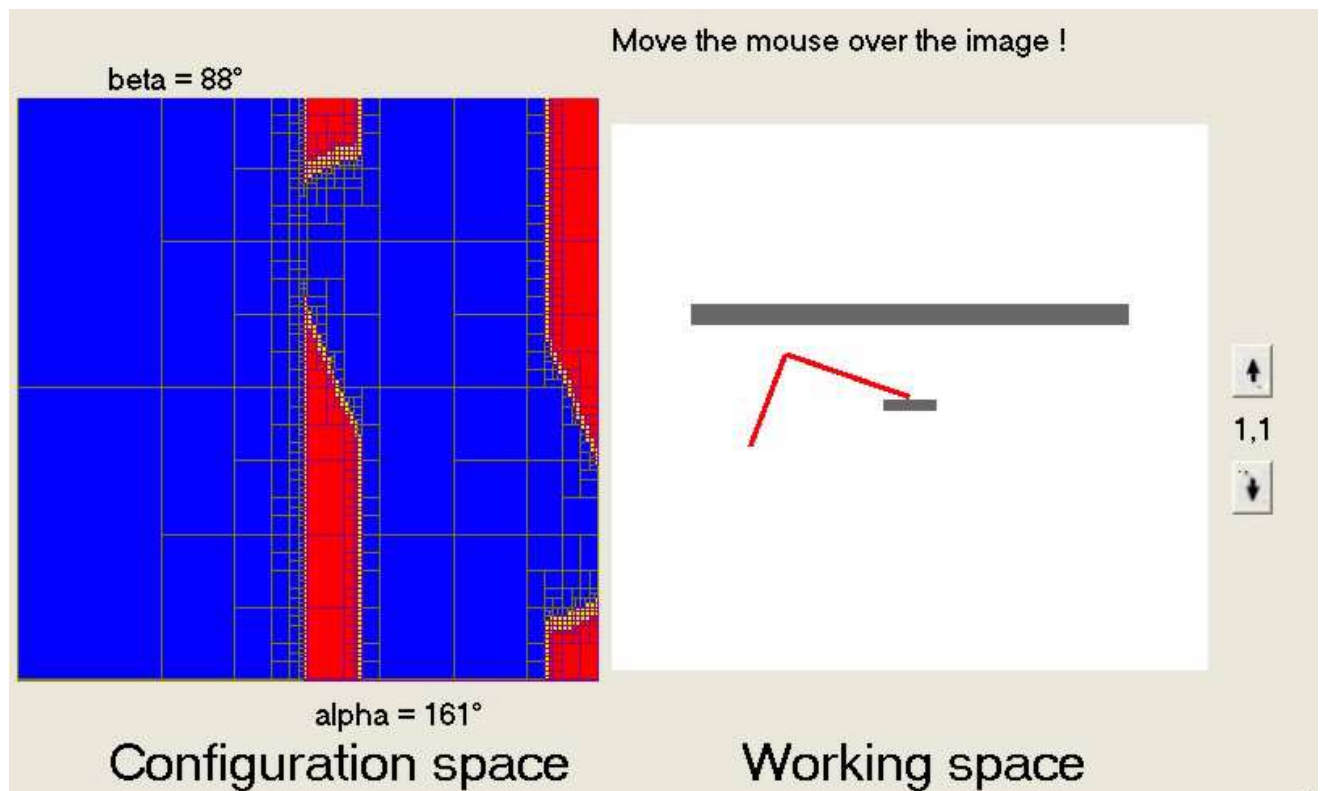 Move the mouse over the image !
beta = 88°
1,1
alpha = 161°
Configuration space
Working space